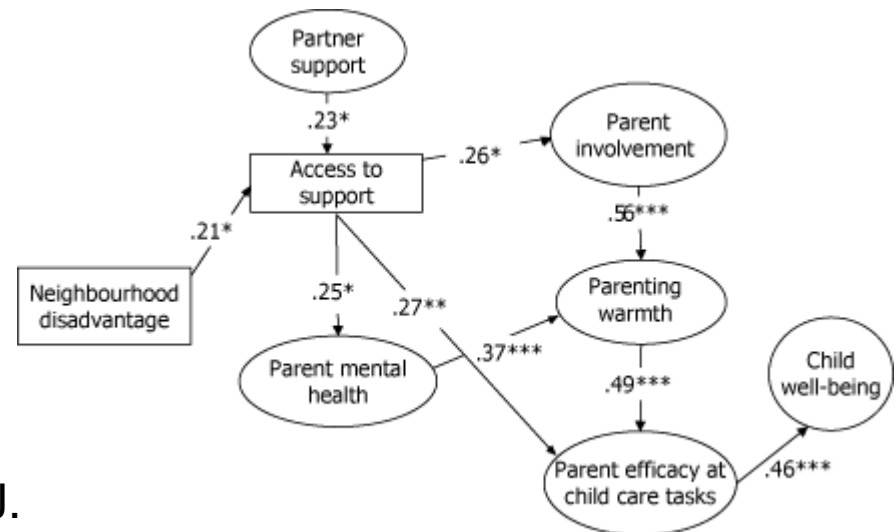 Partner
support
.23*
Parent
involvement
.26*
Access to
support
.56***
.21*
Neighbourhood
disadvantage
.25*
.27**
Parenting
warmth
.37***
Parent mental
health
.49***
Child
well-being
Parent efficacy at
child care tasks
.46***